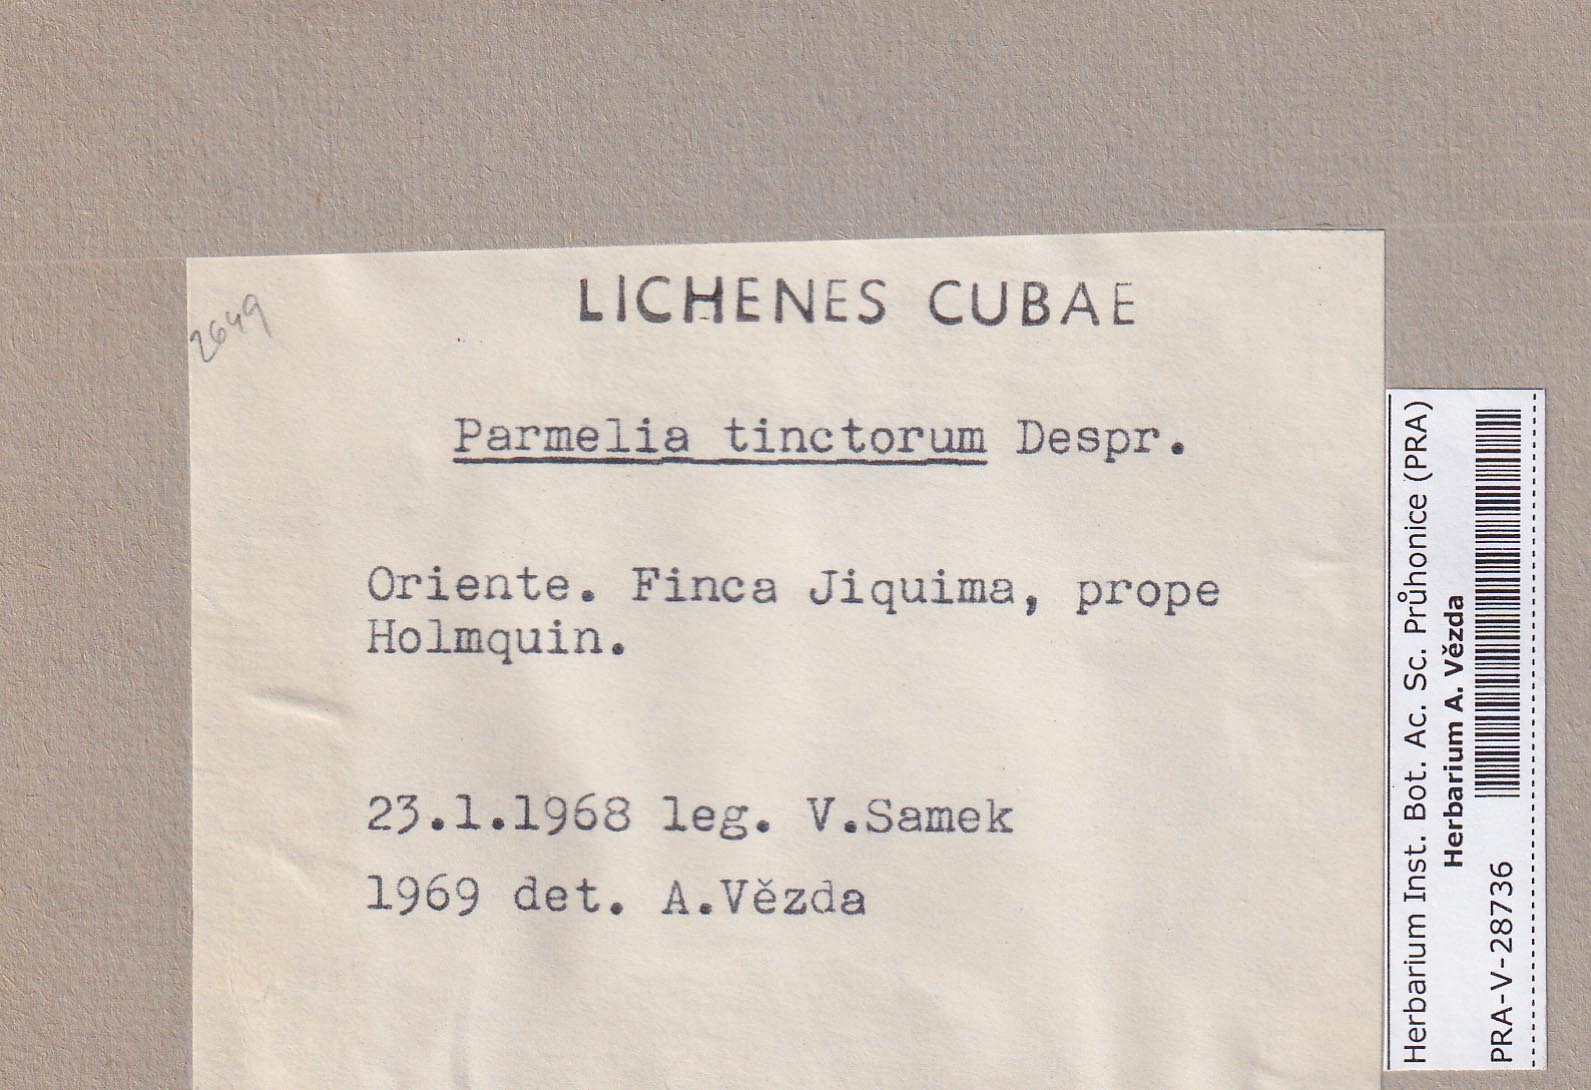 2649
LICHENES CUBAE
Parmelia tinctorum Despr.
Oriente. Finca Jiquima, prope
Holmquin.
23.1.1968 leg. V.Samek
1969 det. A.Vězda
Herbarium Inst. Bot. Ac. Sc. Průhonice (PRA)
Herbarium A. Vězda
PRA-V-28736